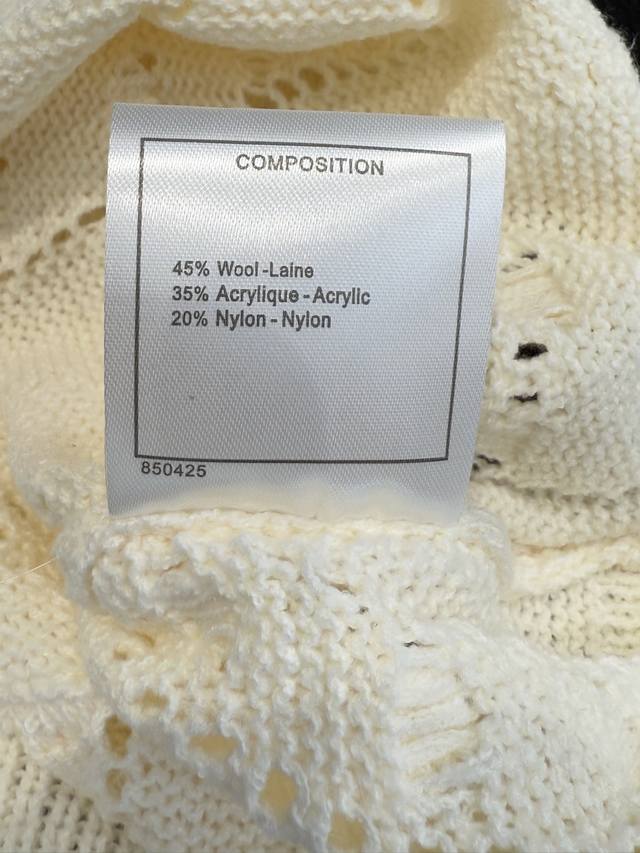 COMPOSITION
45% Wool-Laine
35% Acrylique-Acrylic
20% Nylon-Nylon
850425